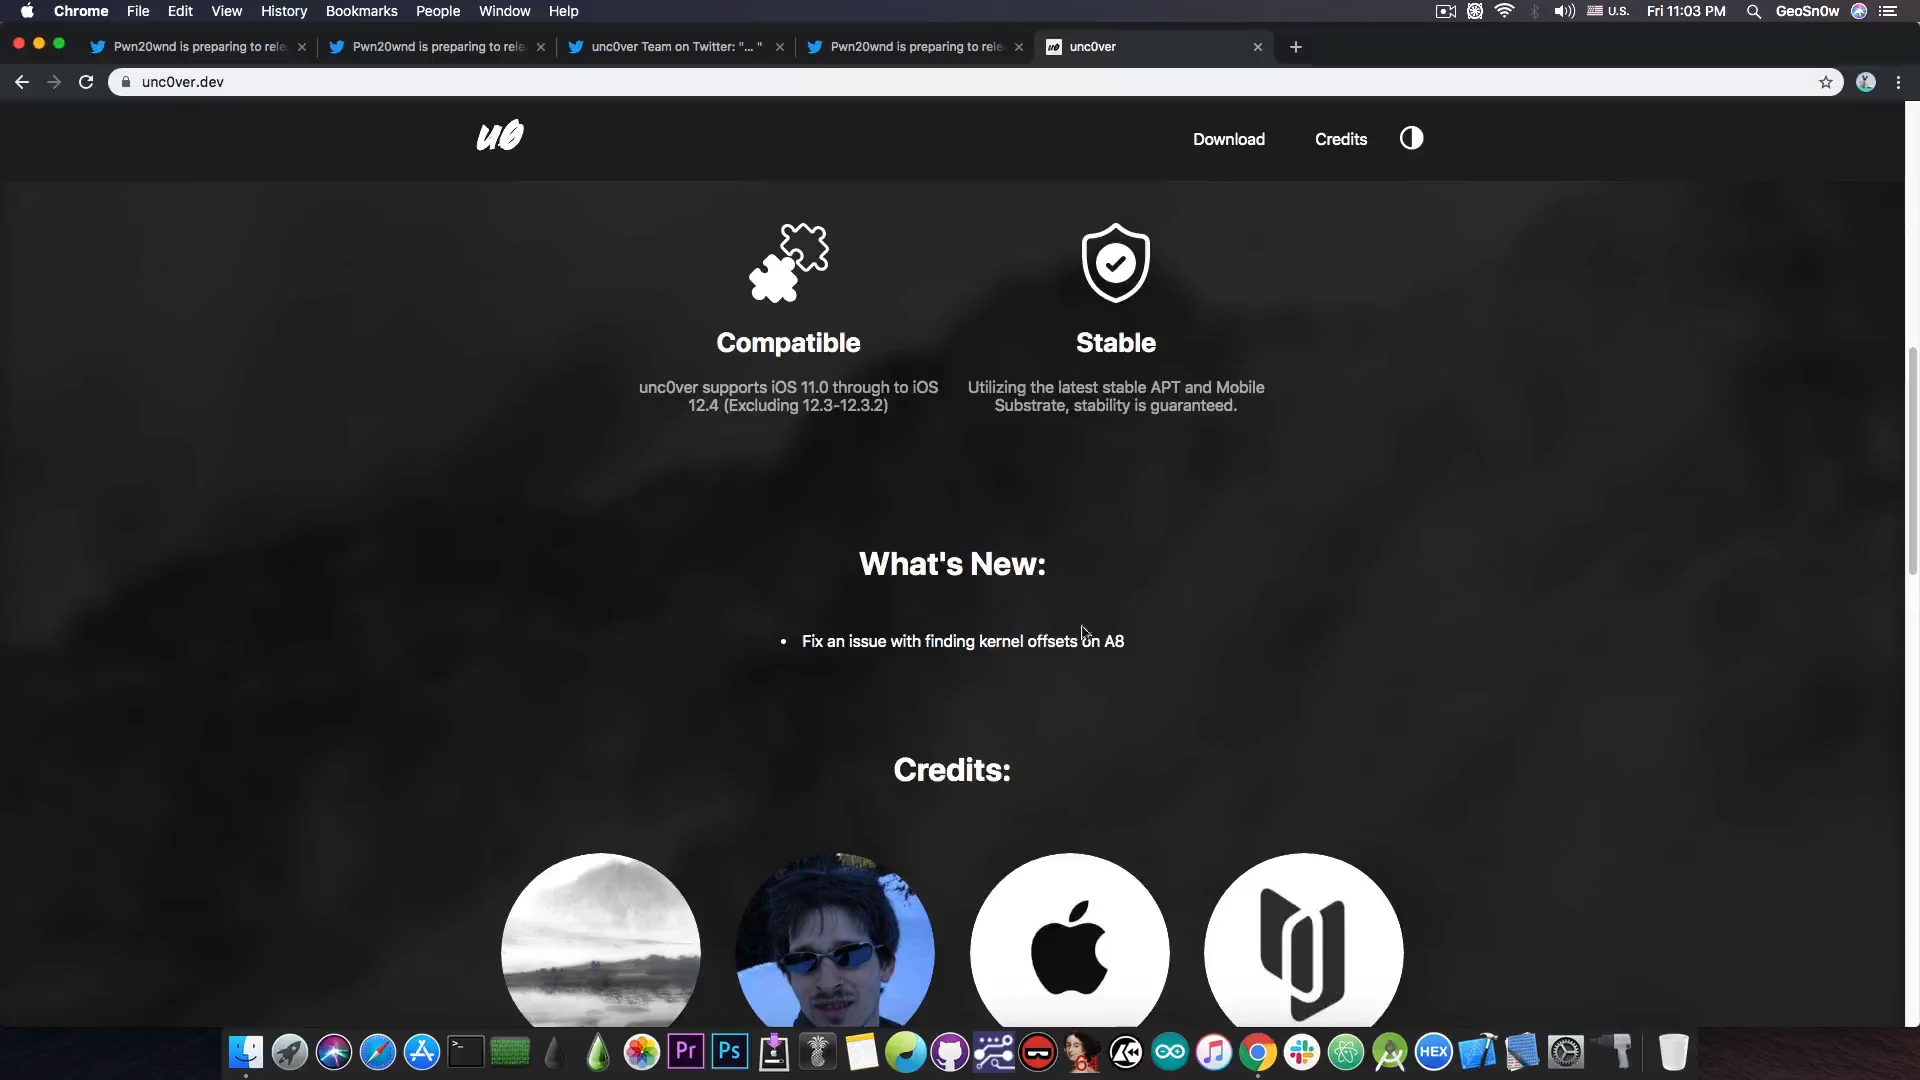 Chrome File Edit View History Bookmarks People Window Help U.S. Fri 11:03 PM GeoSn0w
Pwn20wnd is preparing to rele
Pwn20wnd is preparing to rele
unc0ver Team on Twitter: "... "
Pwn20wnd is preparing to rele
unc0ver
unc0ver.dev
u0 Download Credits
Compatible
Stable
unc0ver supports iOS 11.0 through to iOS
12.4 (Excluding 12.3-12.3.2)
Utilizing the latest stable APT and Mobile
Substrate, stability is guaranteed.
What's New:
• Fix an issue with finding kernel offsets on A8
Credits:
Pr Ps 64 HEX